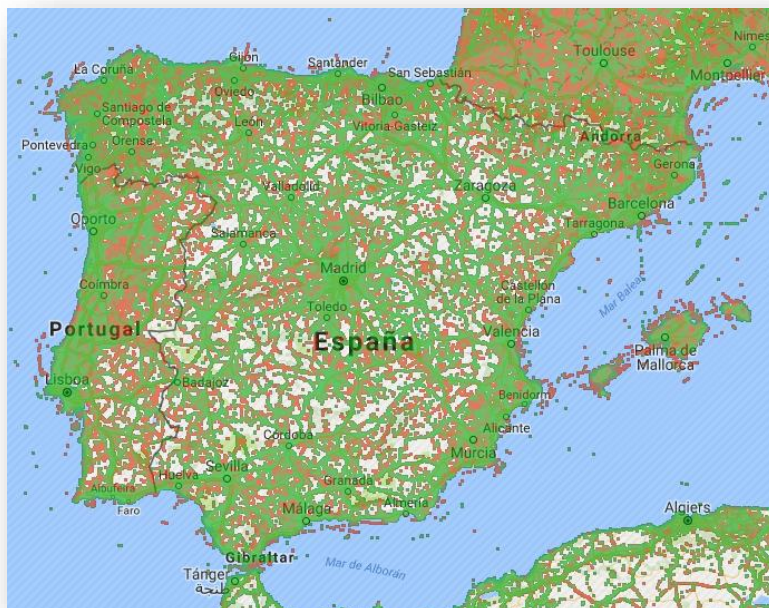 Gijón
La Coruña
Santander
San Sebastián
Toulouse
Nimes
Montpellier
Oviedo
Bilbao
Santiago de
Compostela
León
Vitoria-Gasteiz
Andorra
Pontevedra
Orense
Vigo
Gerona
Valladolid
Zaragoza
Barcelona
Oporto
Tarragona
Salamanca
Madrid
Coimbra
Toledo
Castellón
de la Plana
Mar Balear
Portugal
España
Valencia
Palma de
Mallorca
Lisboa
Badajoz
Benidorm
Alicante
Córdoba
Murcia
Sevilla
Huelva
Granada
Albufeira
Faro
Málaga
Almería
Algiers
Gibraltar
Mar de Alborán
Tánger
طنجة